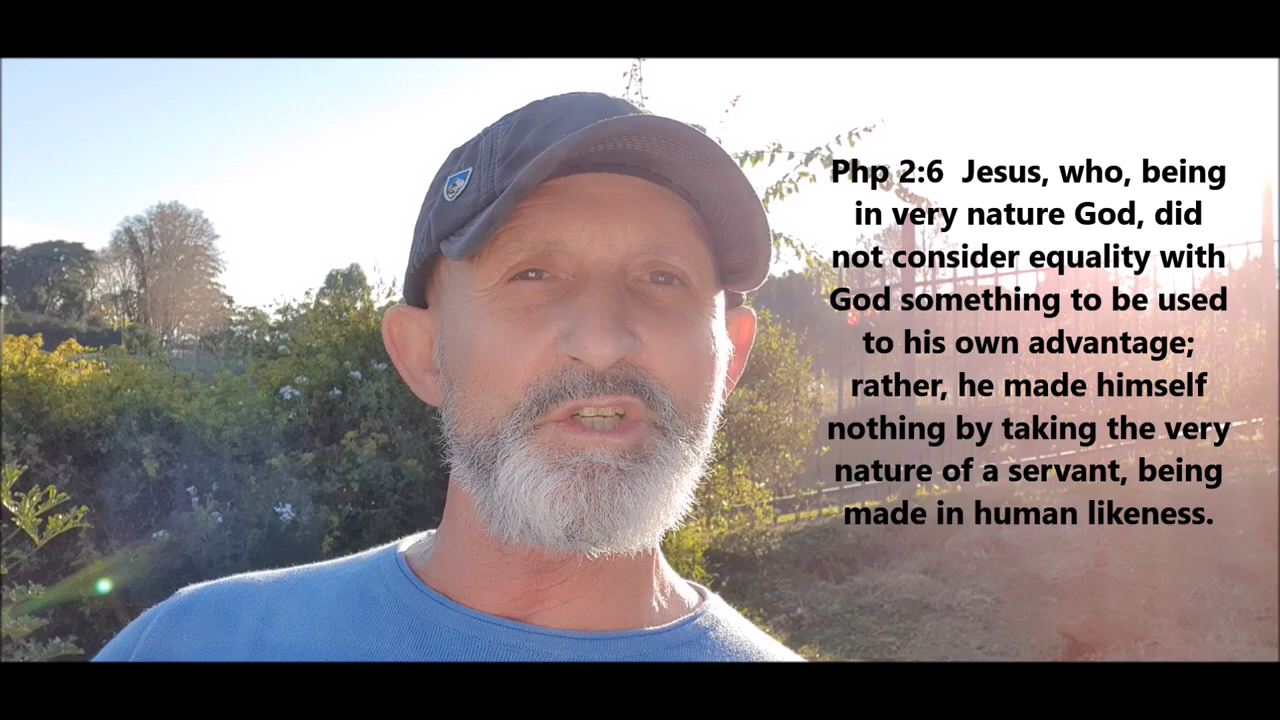 Php 2:6  Jesus, who, being
in very nature God, did
not consider equality with
God something to be used
to his own advantage;
rather, he made himself
nothing by taking the very
nature of a servant, being
made in human likeness.